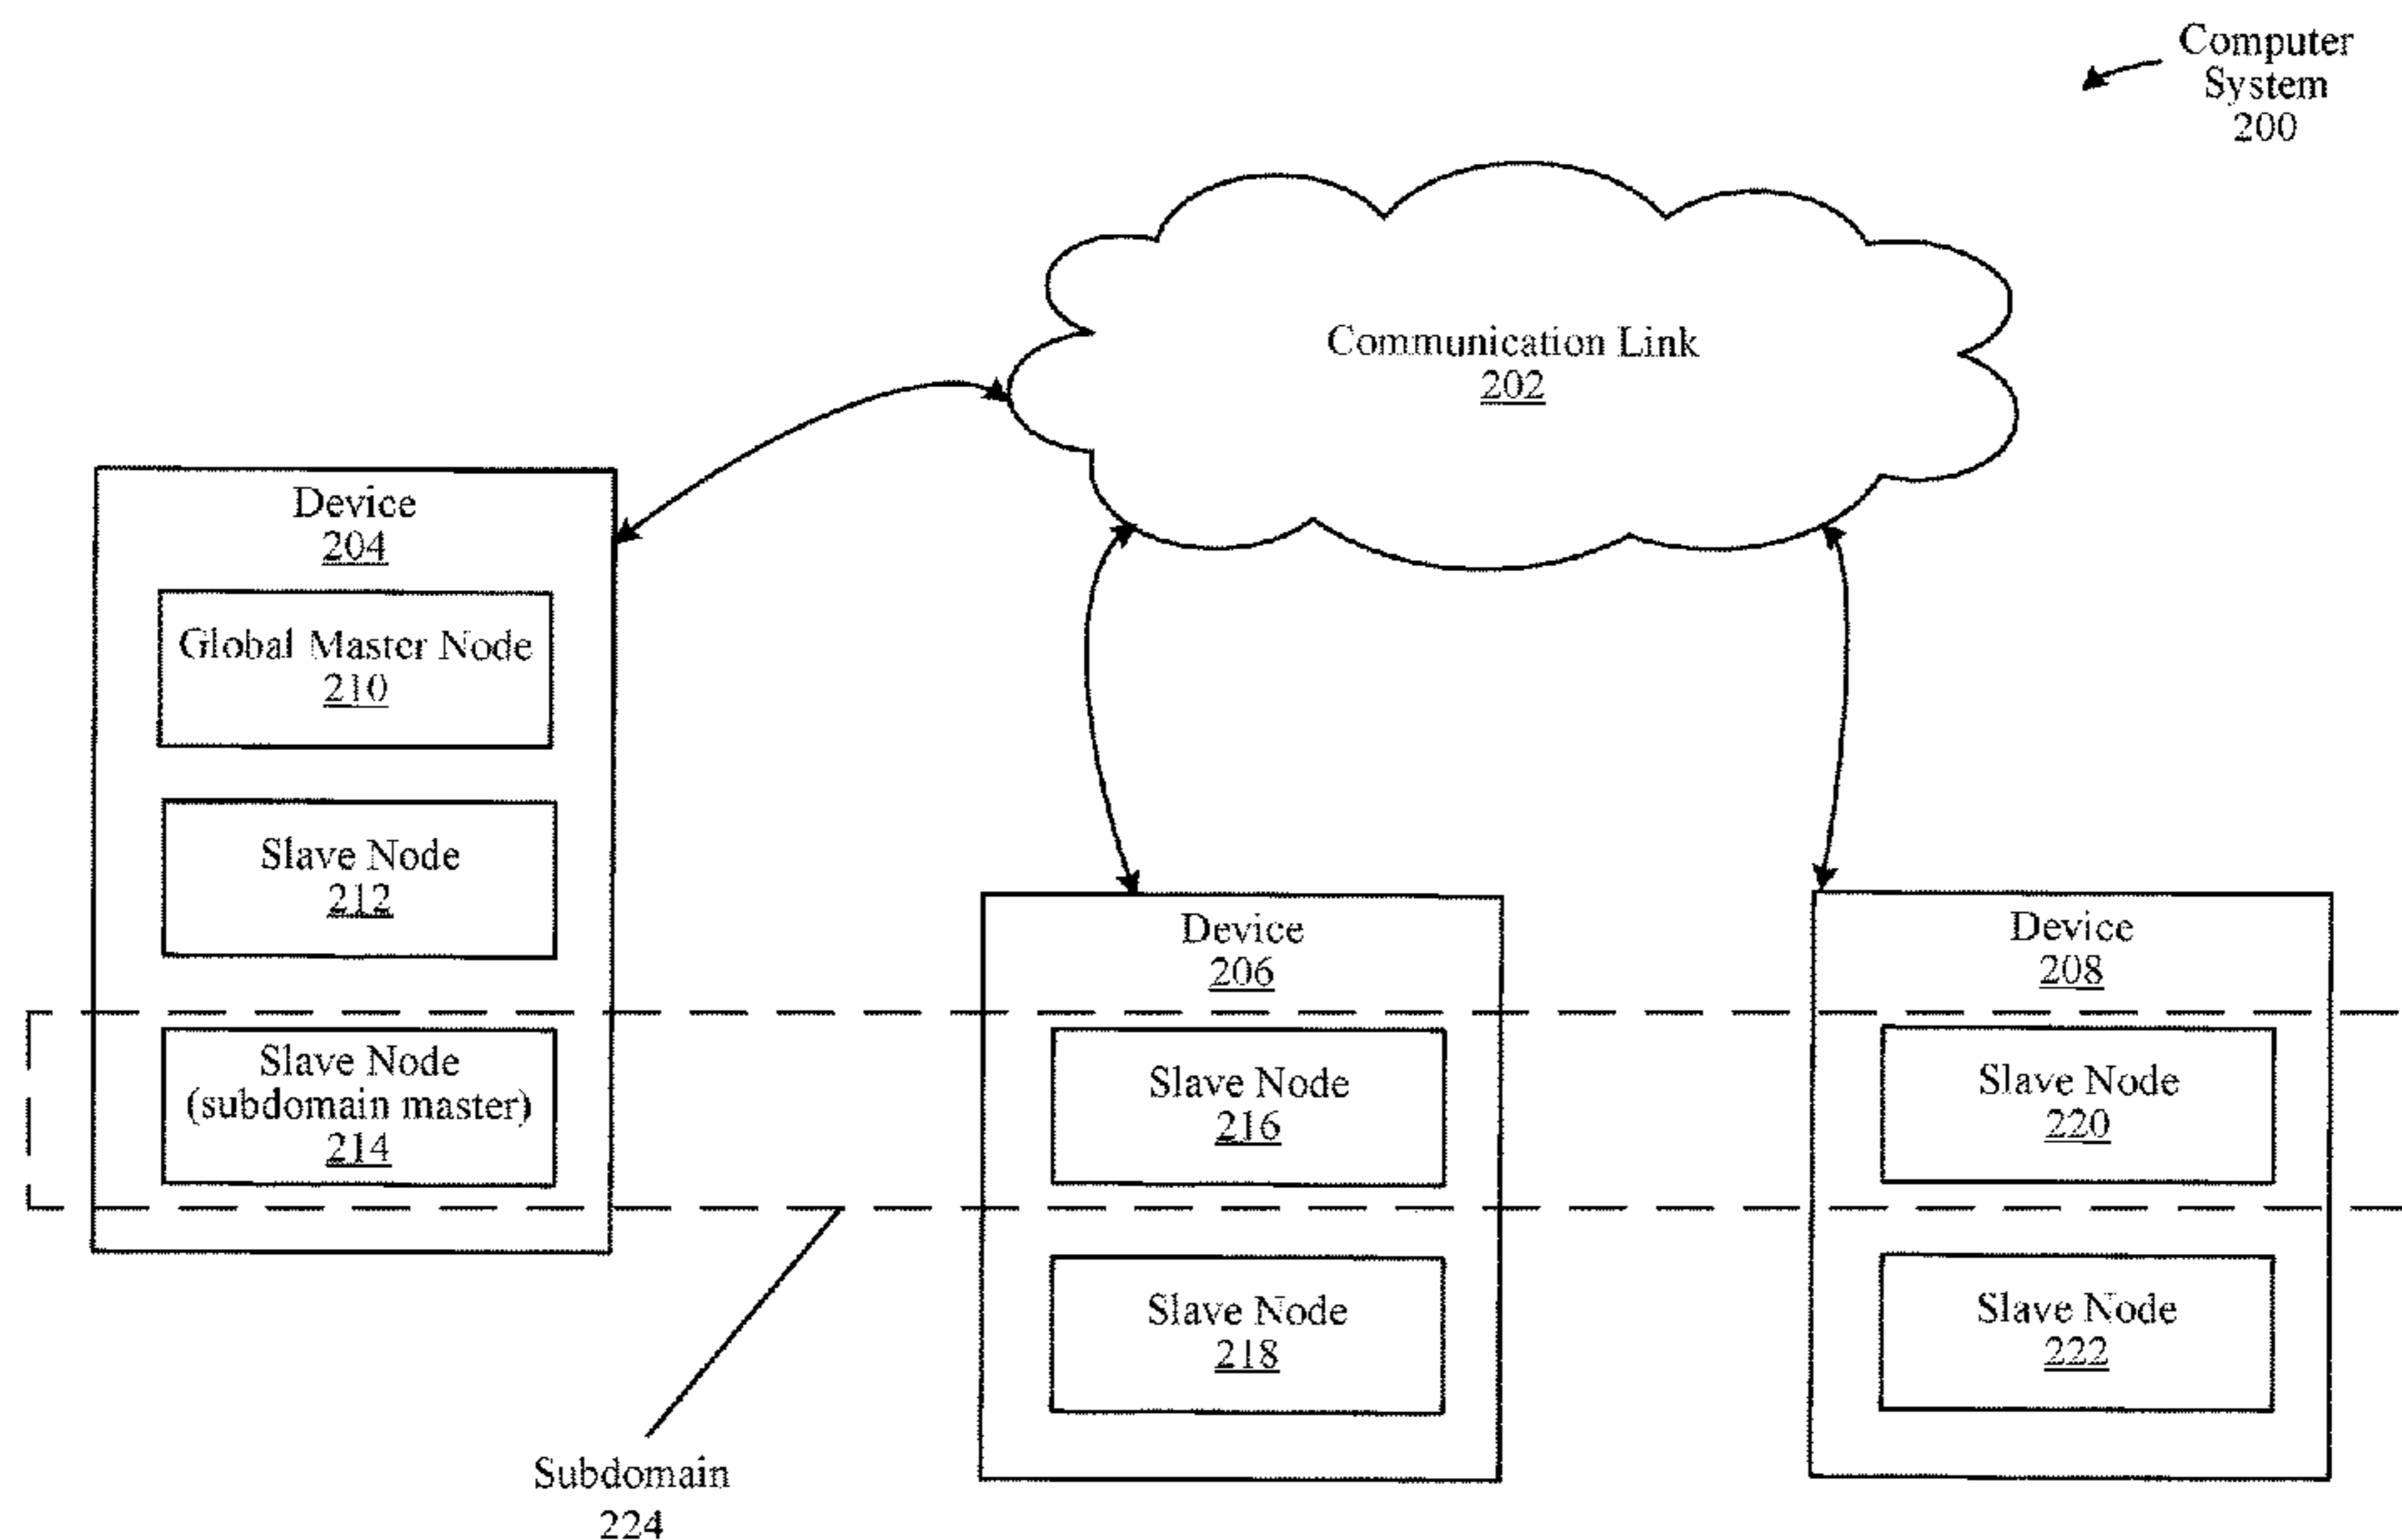 Computer
System
200
Communication Link
202
Device
204
Global Master Node
210
Slave Node
212
Slave Node
(subdomain master)
214
Device
206
Slave Node
216
Slave Node
218
Device
208
Slave Node
220
Slave Node
222
Subdomain
224